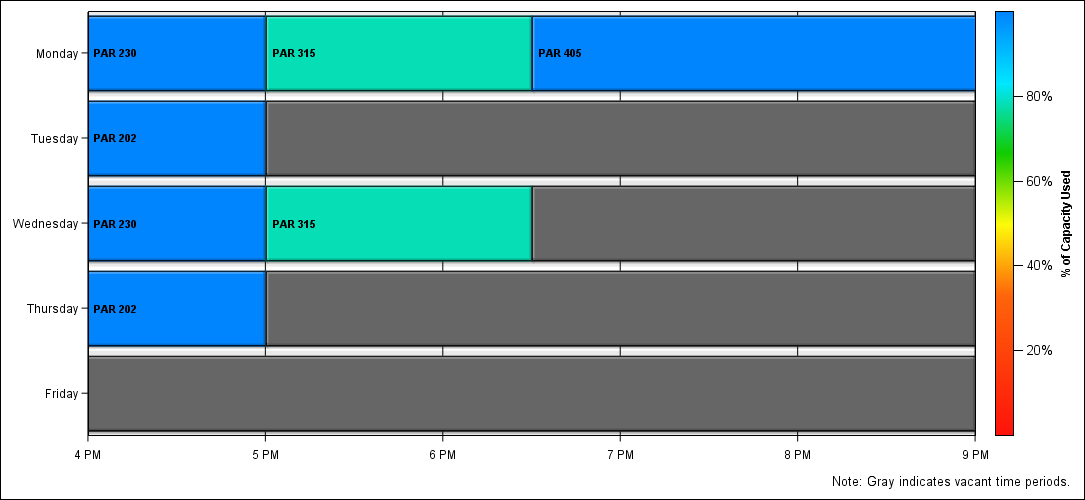 Monday
PAR 230
PAR 315
PAR 405
Tuesday
PAR 202
Wednesday
PAR 230
PAR 315
Thursday
PAR 202
Friday
4 PM
5 PM
6 PM
7 PM
8 PM
9 PM
80%
60%
40%
20%
% of Capacity Used
Note: Gray indicates vacant time periods.